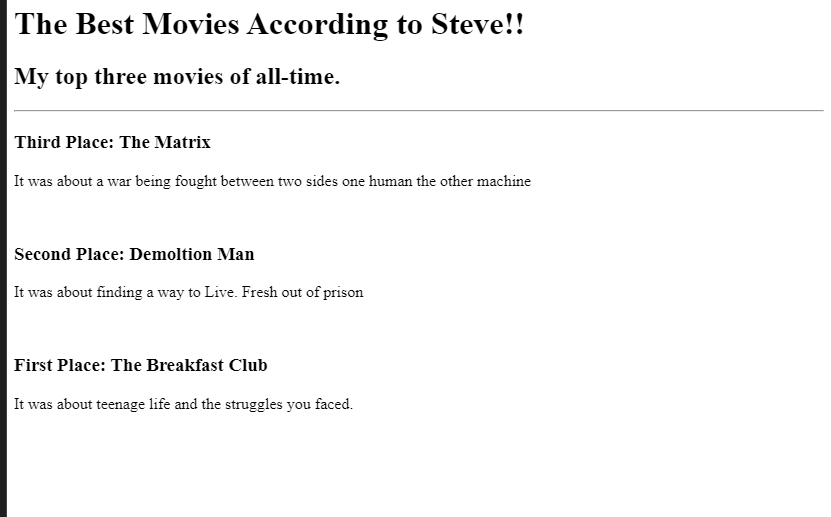 The Best Movies According to Steve!!
My top three movies of all-time.
Third Place: The Matrix
It was about a war being fought between two sides one human the other machine
Second Place: Demoltion Man
It was about finding a way to Live. Fresh out of prison
First Place: The Breakfast Club
It was about teenage life and the struggles you faced.